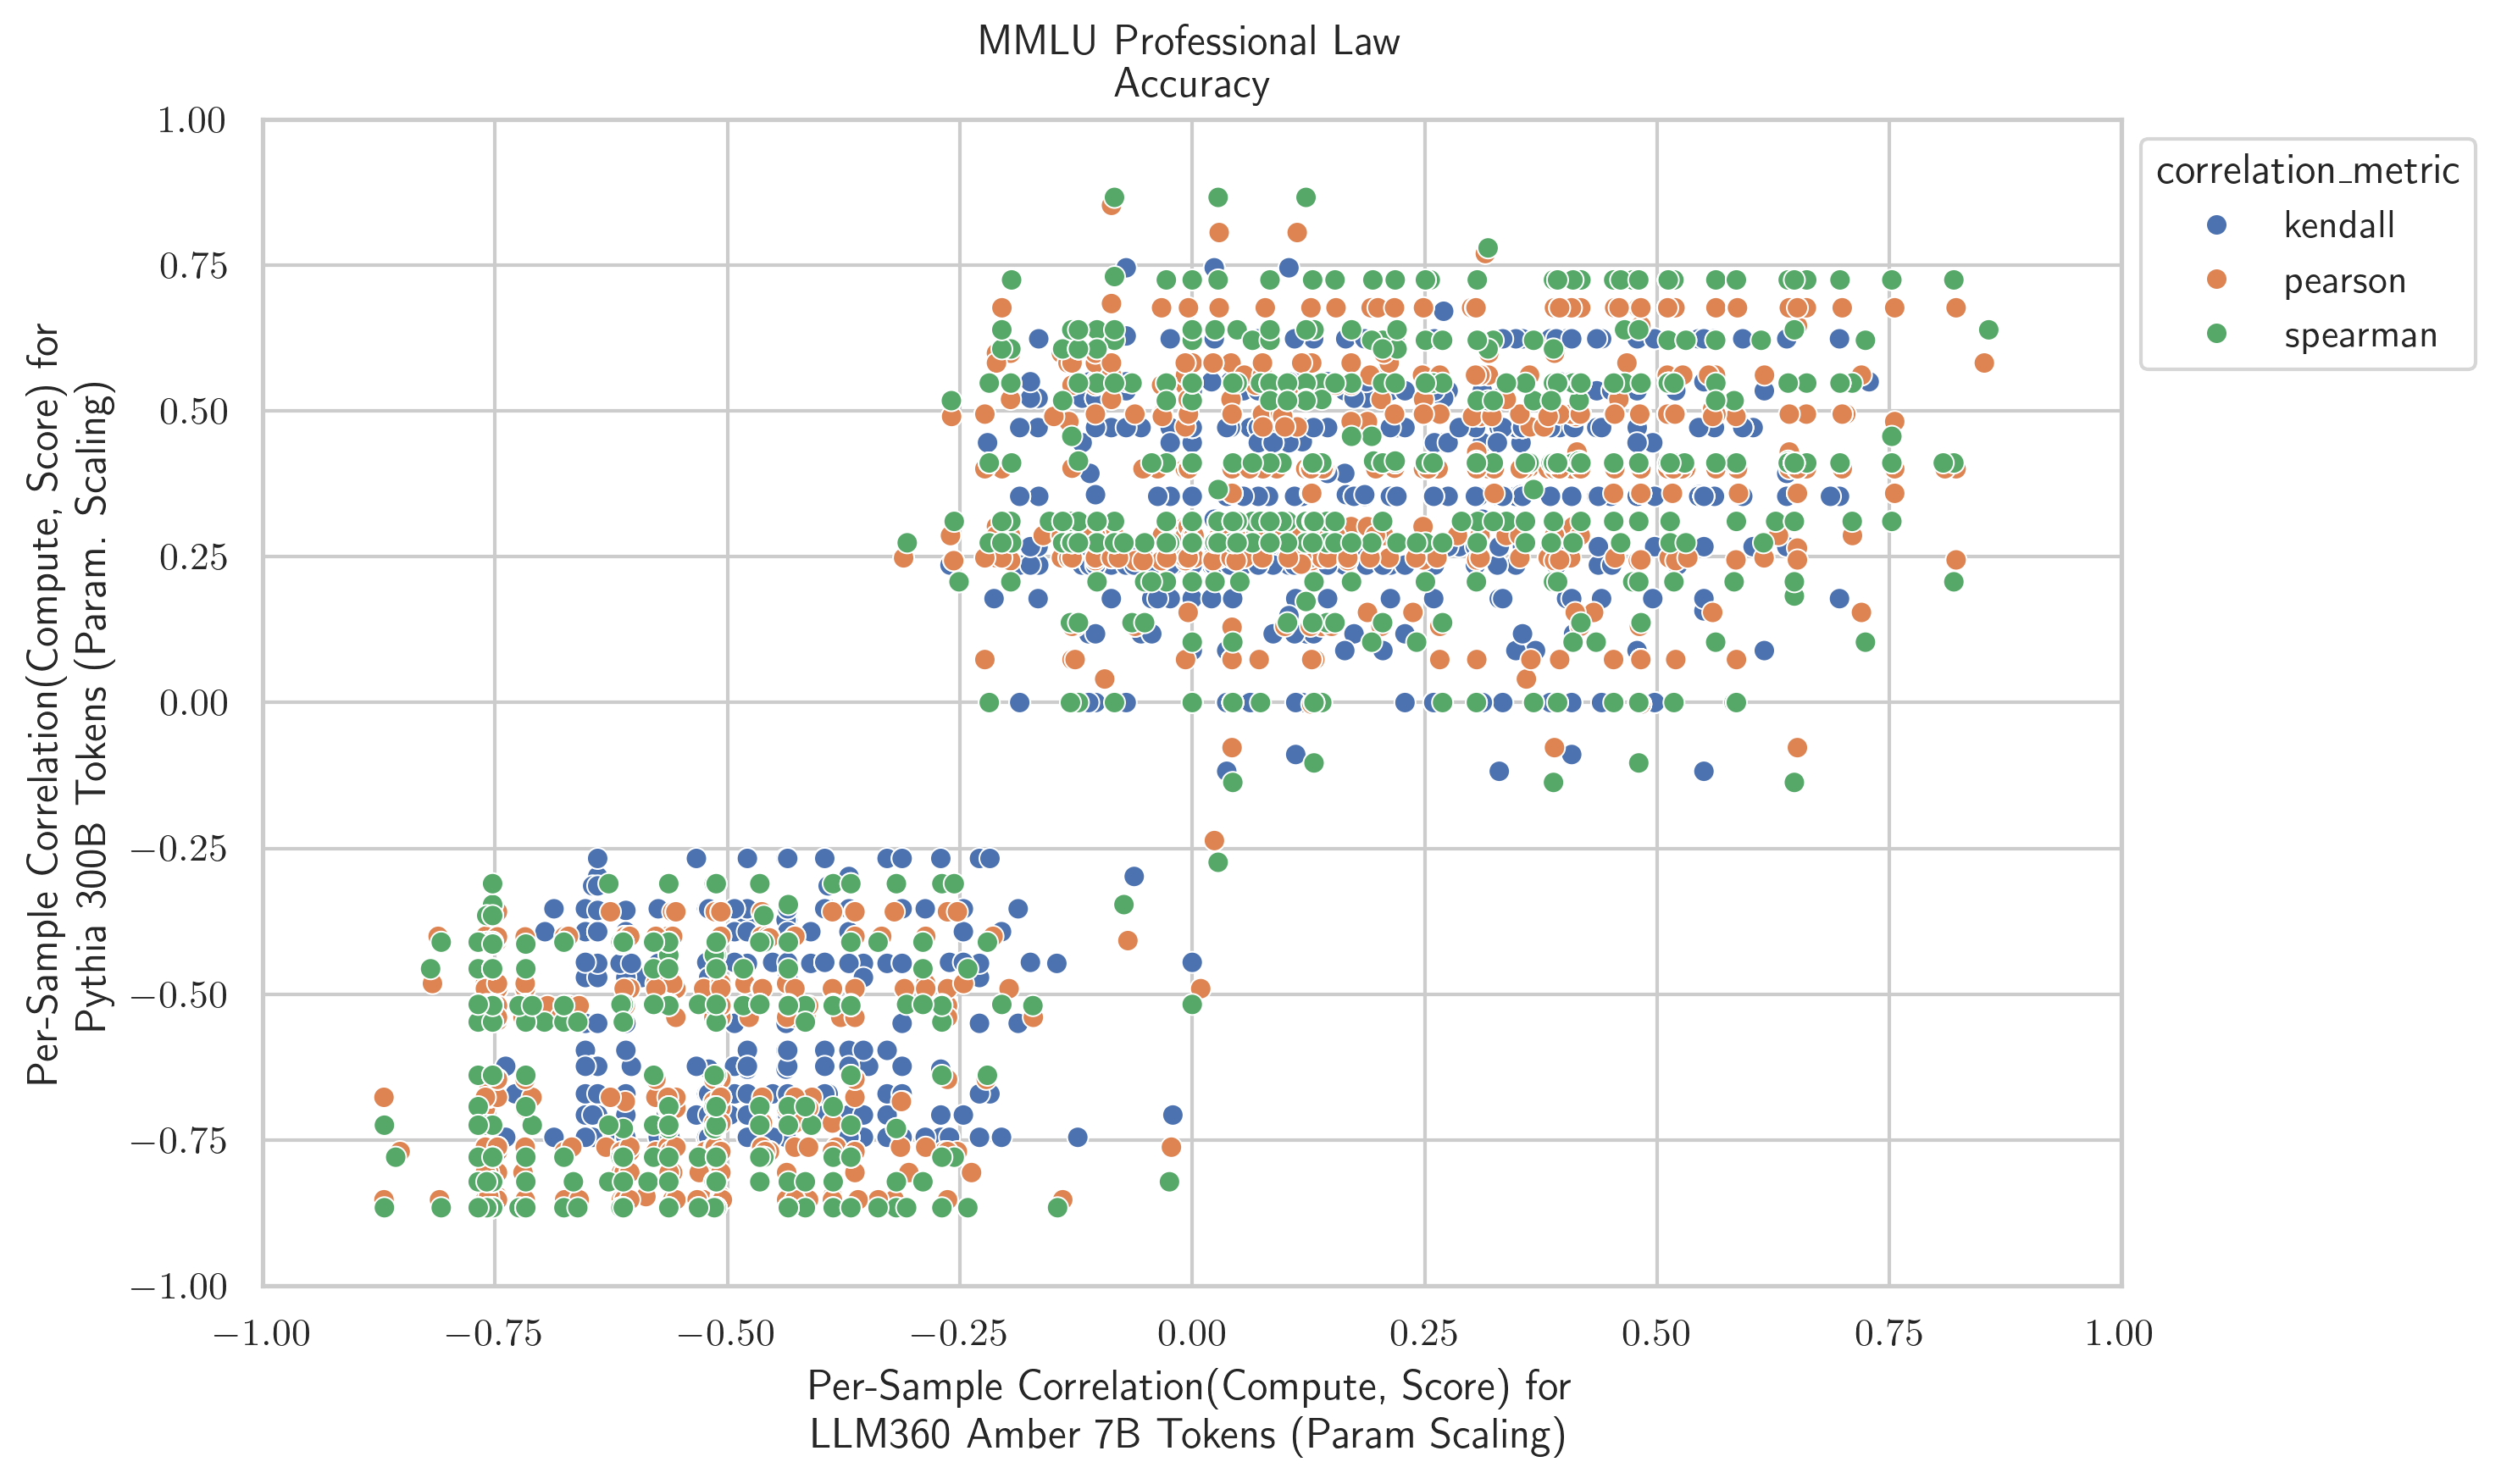 MMLU Professional Law
Accuracy
1.00
0.75
0.50
0.25
0.00
−0.25
−0.50
−0.75
−1.00
Per-Sample Correlation(Compute, Score) for
Pythia 300B Tokens (Param. Scaling)
−1.00
−0.75
−0.50
−0.25
0.00
0.25
0.50
0.75
1.00
Per-Sample Correlation(Compute, Score) for
LLM360 Amber 7B Tokens (Param Scaling)
correlation_metric
kendall
pearson
spearman